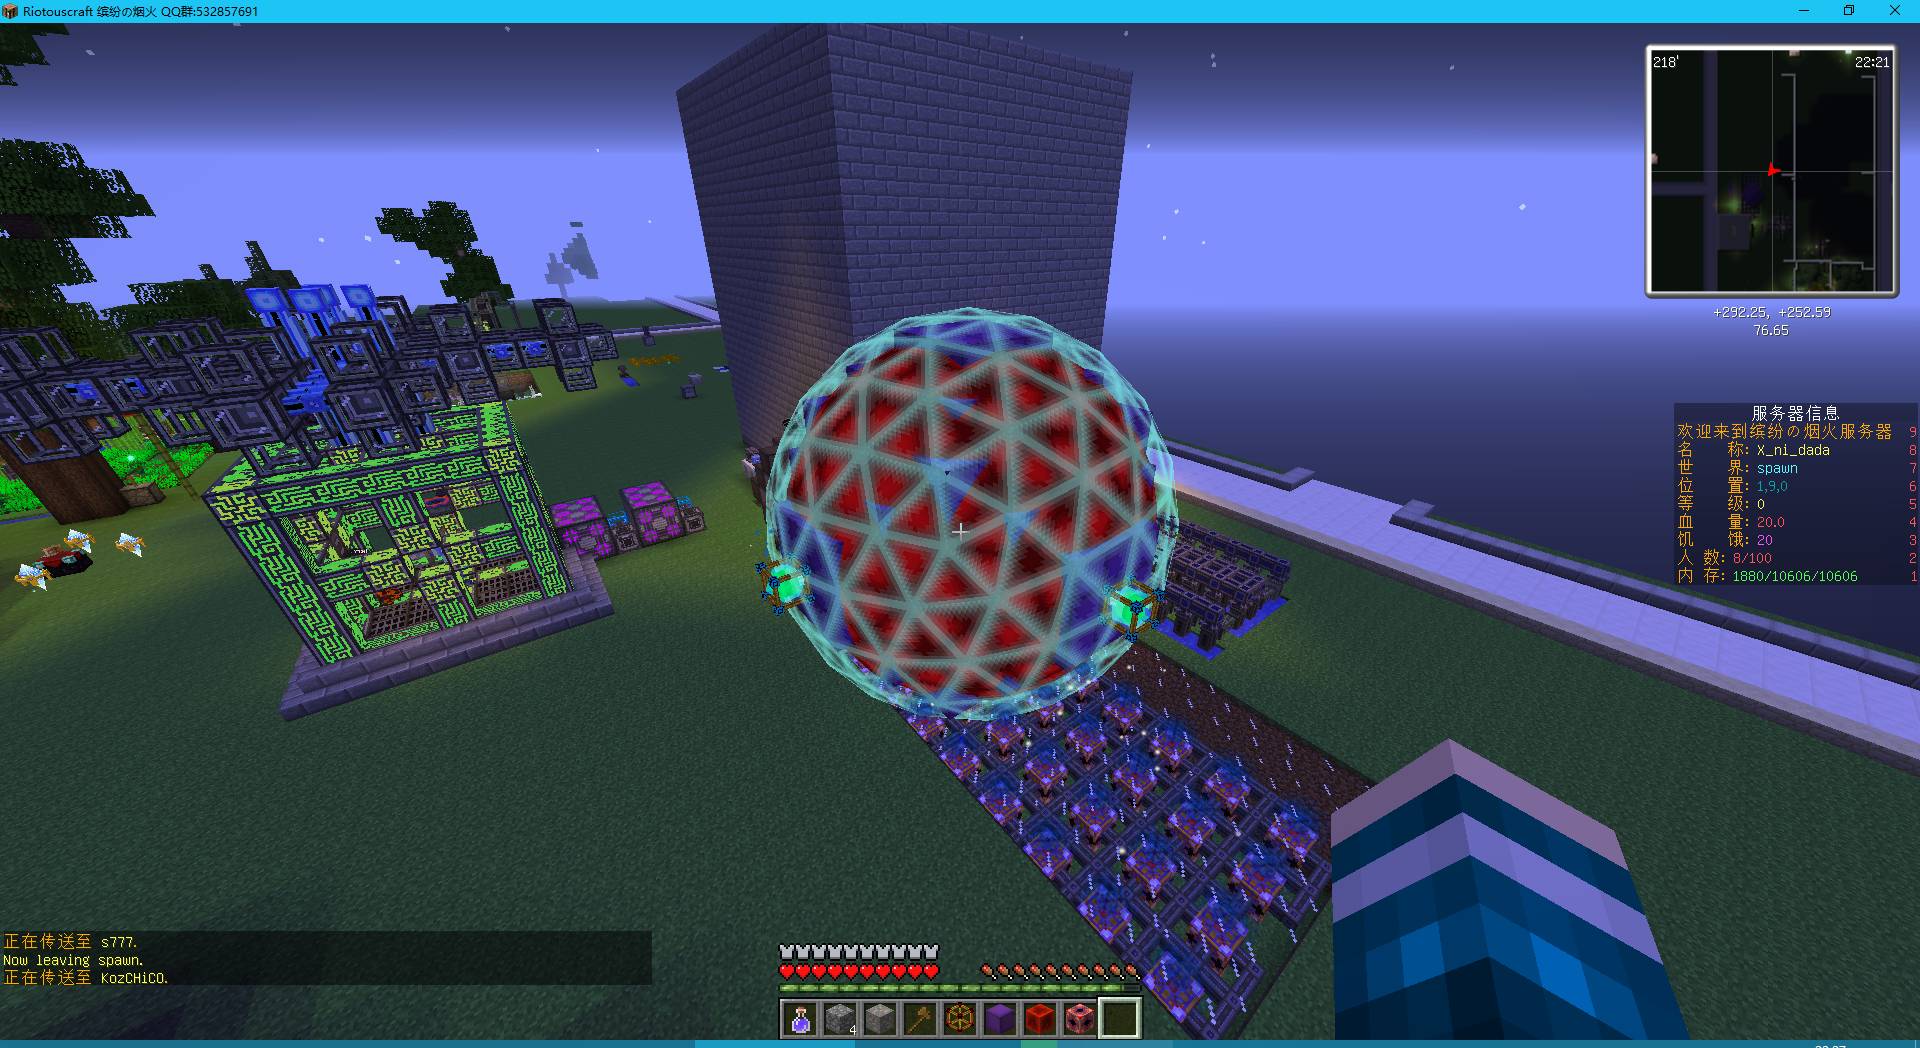 Riotouscraft 缤纷の烟火 QQ群:532857691
218' 22:21
+292.25, +252.59
76.65
服务器信息
欢迎来到缤纷の烟火服务器 9
名 称: X_ni_dada 8
世 界: spawn 7
位 置: 1,9,0 6
等 级: 0 5
血 量: 20.0 4
饥 饿: 20 3
人 数: 8/100 2
内 存: 1880/10606/10606 1
正在传送至 s777.
Now leaving spawn.
正在传送至 KozCHiCO.
4